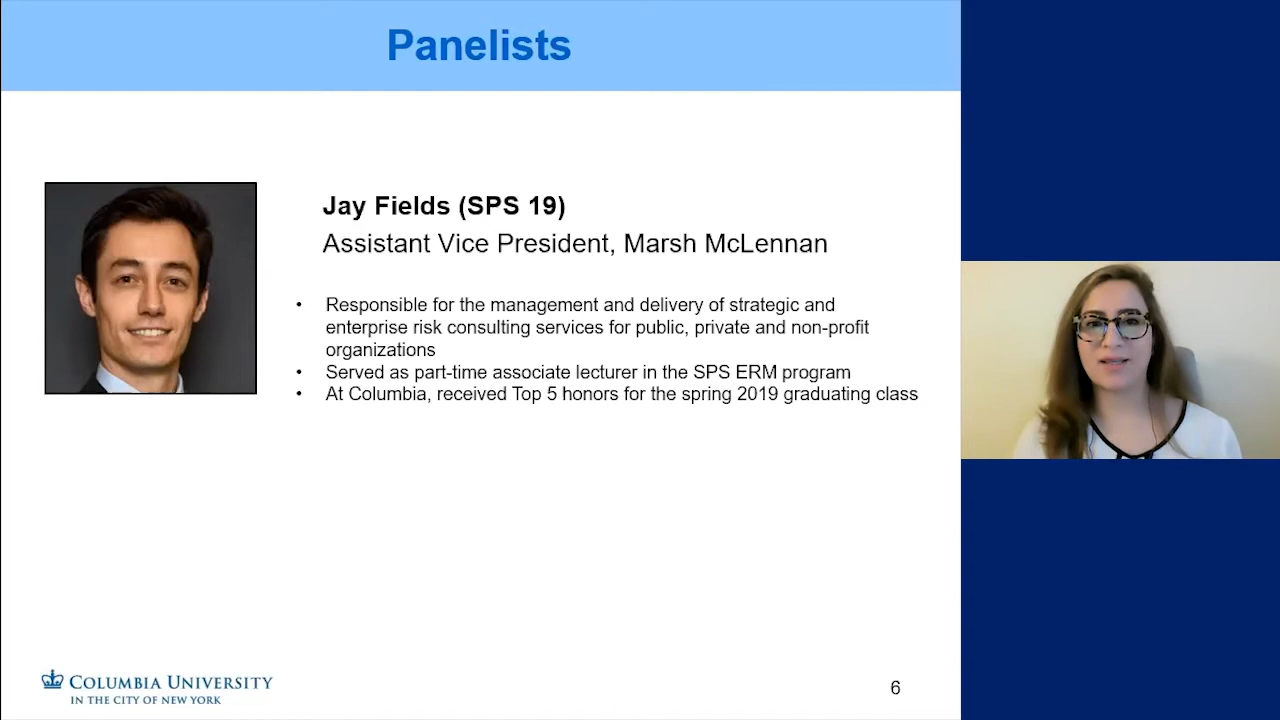 Panelists
Jay Fields (SPS 19)
Assistant Vice President, Marsh McLennan
• Responsible for the management and delivery of strategic and
enterprise risk consulting services for public, private and non-profit
organizations
• Served as part-time associate lecturer in the SPS ERM program
• At Columbia, received Top 5 honors for the spring 2019 graduating class
COLUMBIA UNIVERSITY
IN THE CITY OF NEW YORK
6